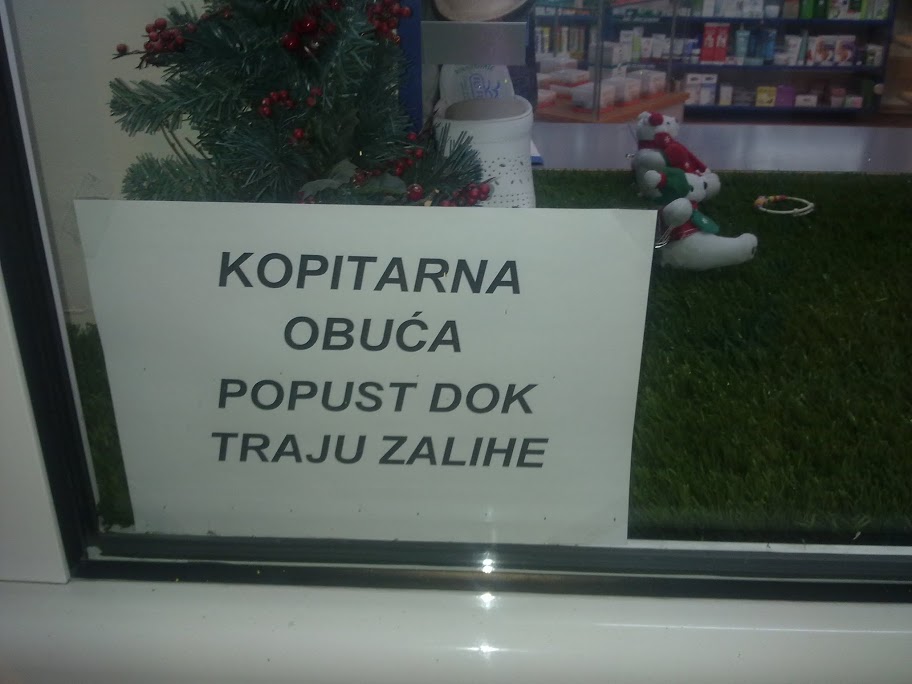 KOPITARNA
OBUĆA
POPUST DOK
TRAJU ZALIHE